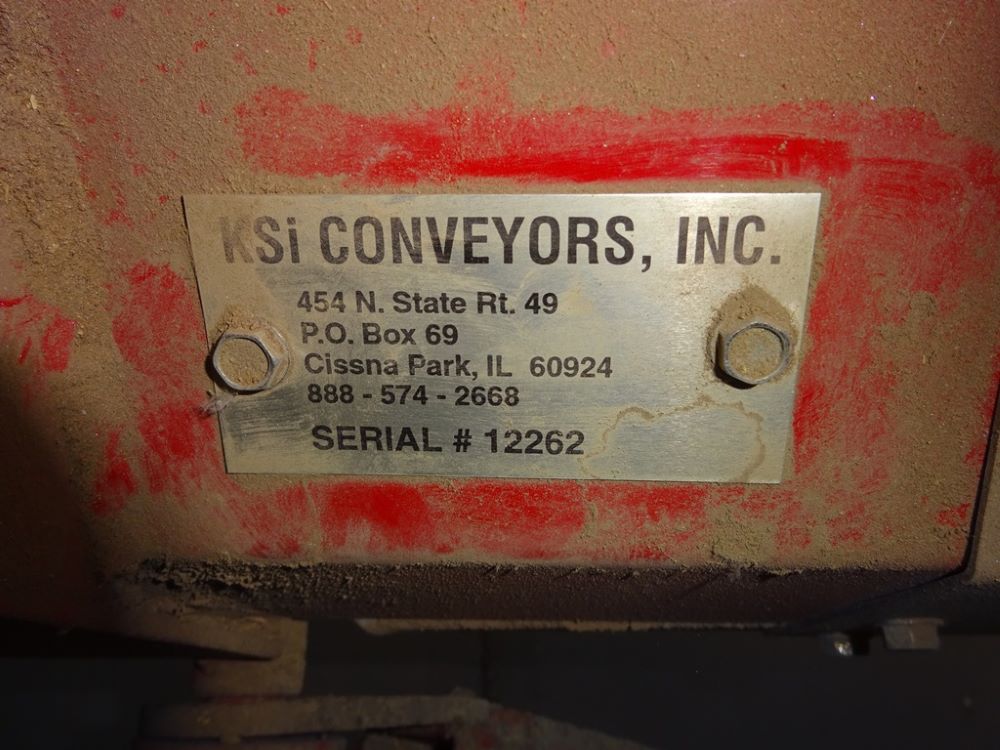 KSi CONVEYORS, INC.
454 N. State Rt. 49
P.O. Box 69
Cissna Park, IL 60924
888 - 574 - 2668
SERIAL # 12262